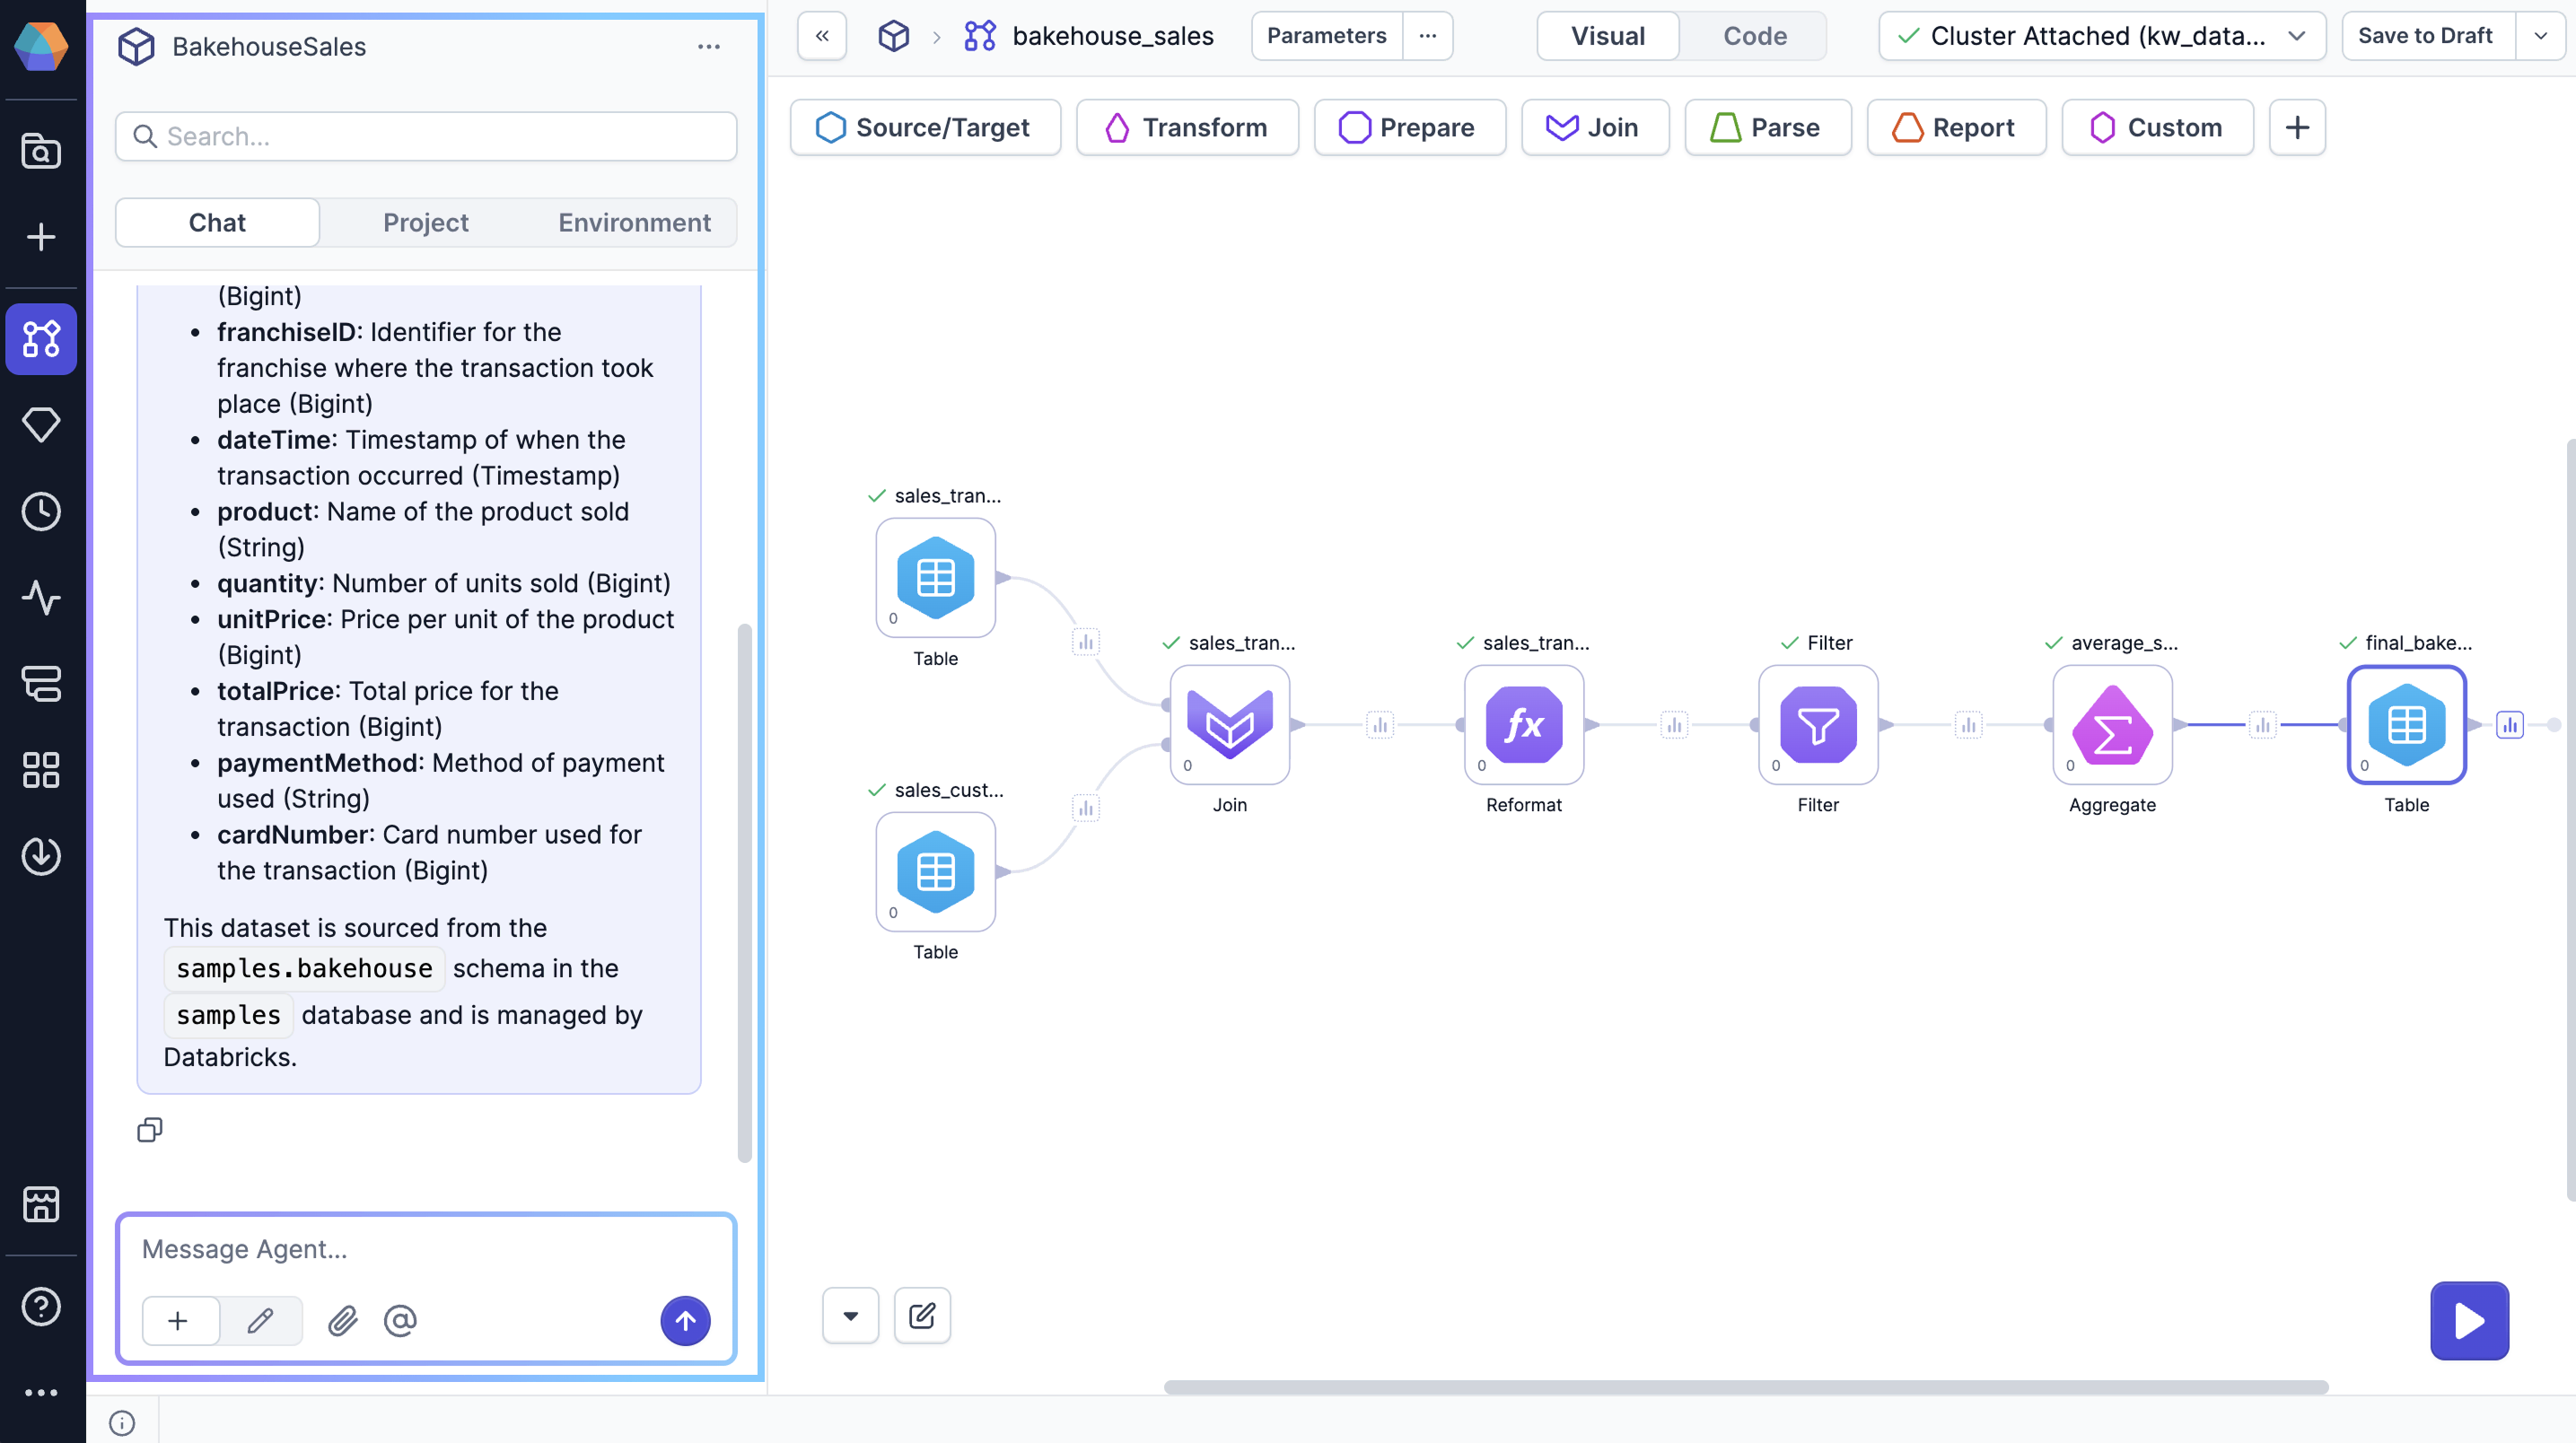 BakehouseSales
Search...
Chat
Project
Environment
(Bigint)
franchiseID: Identifier for the
franchise where the transaction took
place (Bigint)
dateTime: Timestamp of when the
transaction occurred (Timestamp)
product: Name of the product sold
(String)
quantity: Number of units sold (Bigint)
unitPrice: Price per unit of the product
(Bigint)
totalPrice: Total price for the
transaction (Bigint)
paymentMethod: Method of payment
used (String)
cardNumber: Card number used for
the transaction (Bigint)
This dataset is sourced from the
samples.bakehouse schema in the
samples database and is managed by
Databricks.
Message Agent...
bakehouse_sales
Parameters
Visual
Code
Cluster Attached (kw_data...
Save to Draft
Source/Target
Transform
Prepare
Join
Parse
Report
Custom
sales_tran...
0
Table
sales_cust...
0
Table
sales_tran...
0
Join
sales_tran...
fx
0
Reformat
Filter
0
Filter
average_s...
Σ
0
Aggregate
final_bake...
0
Table